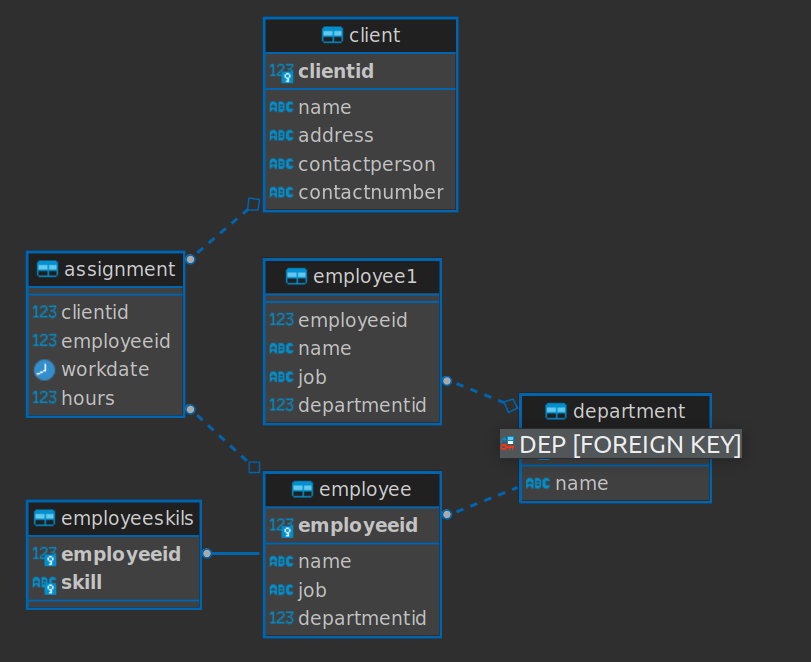 client
123 clientid
ABC name
ABC address
ABC contactperson
ABC contactnumber
assignment
123 clientid
123 employeeid
workdate
123 hours
employee1
123 employeeid
ABC name
ABC job
123 departmentid
department
DEP [FOREIGN KEY]
ABC name
employee
123 employeeid
ABC name
ABC job
123 departmentid
employeeskils
123 employeeid
ABC skill